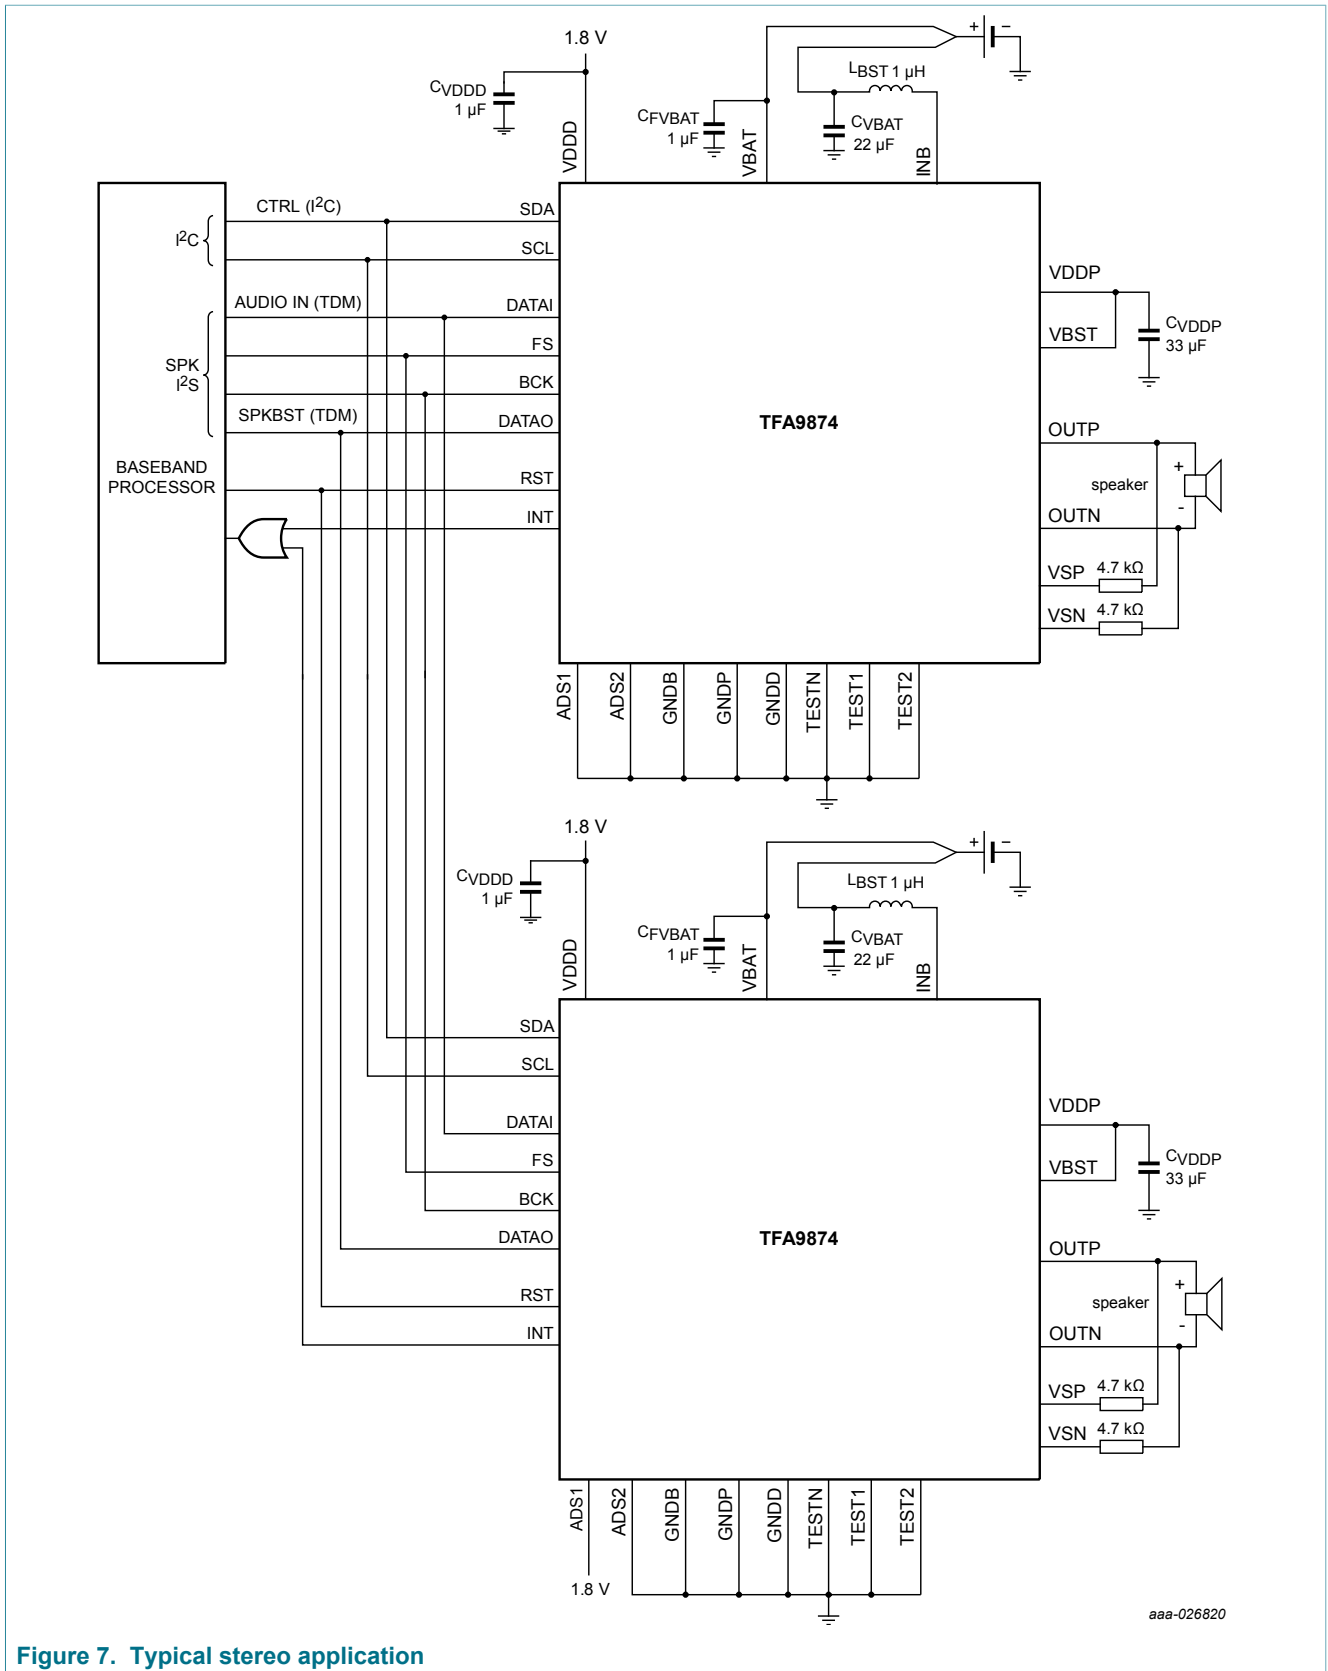 1.8 V
CVDDD
1 µF
VDDD
CFVBAT
1 µF
VBAT
+
−
LBST 1 µH
CVBAT
22 µF
INB
I²C
CTRL (I²C)
SDA
SCL
AUDIO IN (TDM)
DATAI
FS
SPK
I²S
BCK
SPKBST (TDM)
DATAO
BASEBAND
PROCESSOR
RST
INT
TFA9874
VDDP
VBST
CVDDP
33 µF
OUTP
speaker
+
-
OUTN
VSP
4.7 kΩ
VSN
4.7 kΩ
ADS1
ADS2
GNDB
GNDP
GNDD
TESTN
TEST1
TEST2
1.8 V
CVDDD
1 µF
VDDD
CFVBAT
1 µF
VBAT
+
−
LBST 1 µH
CVBAT
22 µF
INB
SDA
SCL
DATAI
FS
BCK
DATAO
RST
INT
TFA9874
VDDP
VBST
CVDDP
33 µF
OUTP
speaker
+
-
OUTN
VSP
4.7 kΩ
VSN
4.7 kΩ
ADS1
1.8 V
ADS2
GNDB
GNDP
GNDD
TESTN
TEST1
TEST2
aaa-026820
Figure 7. Typical stereo application